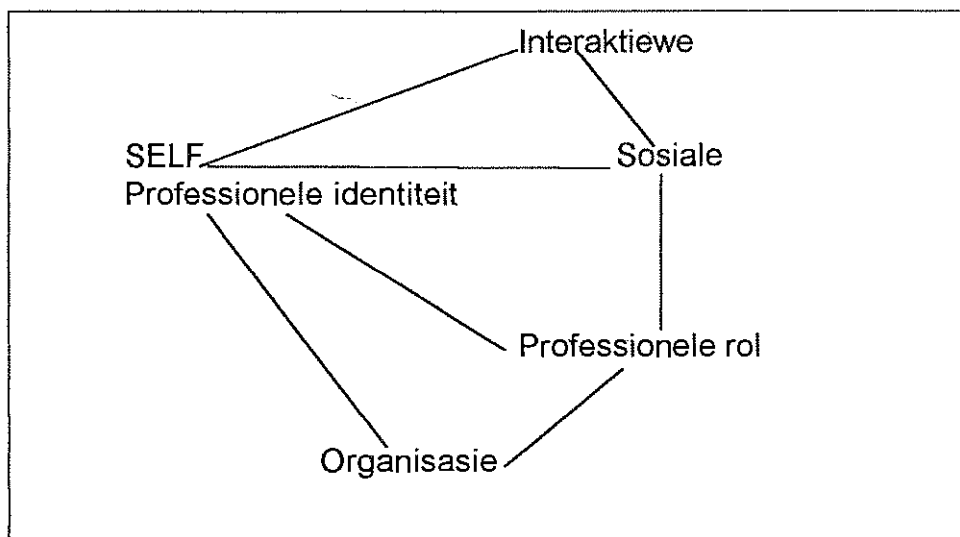 Interaktiewe
SELF
Sosiale
Professionele identiteit
Professionele rol
Organisasie